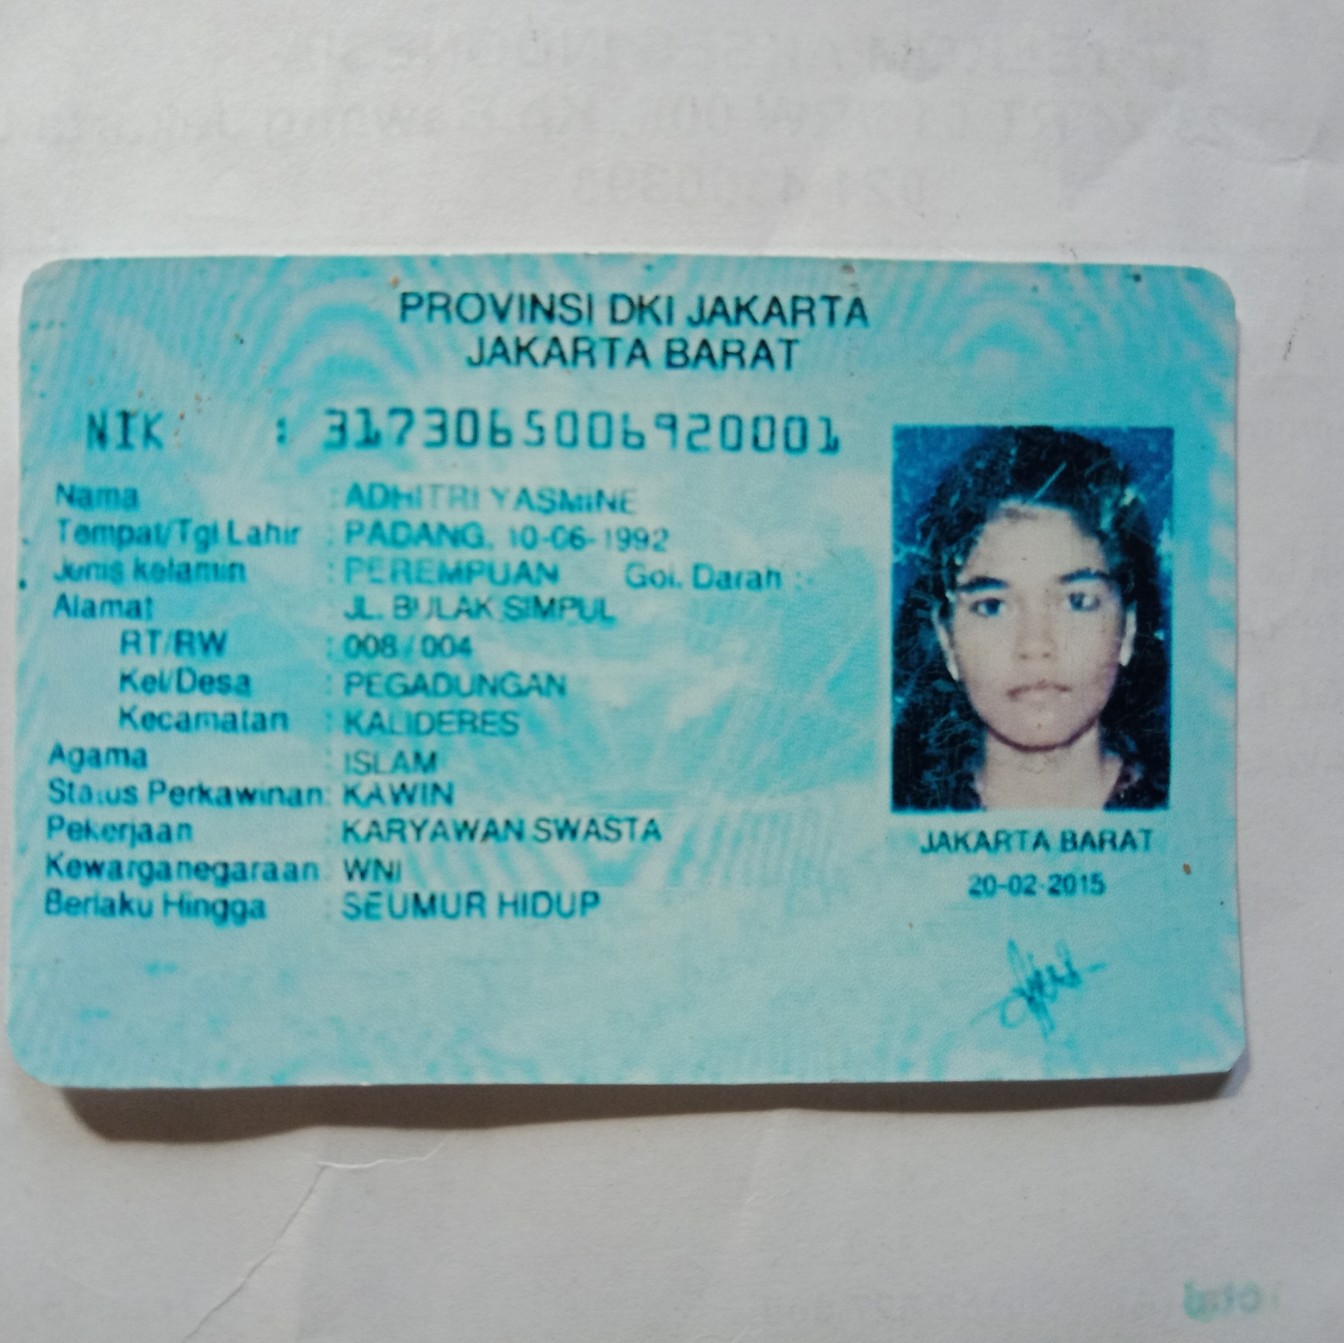 PROVINSI DKI JAKARTA
JAKARTA BARAT
NIK : 3173065006920001
Nama : ADHITRI YASMINE
Tempat/Tgl Lahir : PADANG, 10-06-1992
Jenis kelamin : PEREMPUAN Gol. Darah : -
Alamat : JL. BULAK SIMPUL
RT/RW : 008 / 004
Kel/Desa : PEGADUNGAN
Kecamatan : KALIDERES
Agama : ISLAM
Status Perkawinan: KAWIN
Pekerjaan : KARYAWAN SWASTA
Kewarganegaraan: WNI
Berlaku Hingga : SEUMUR HIDUP
JAKARTA BARAT
20-02-2015